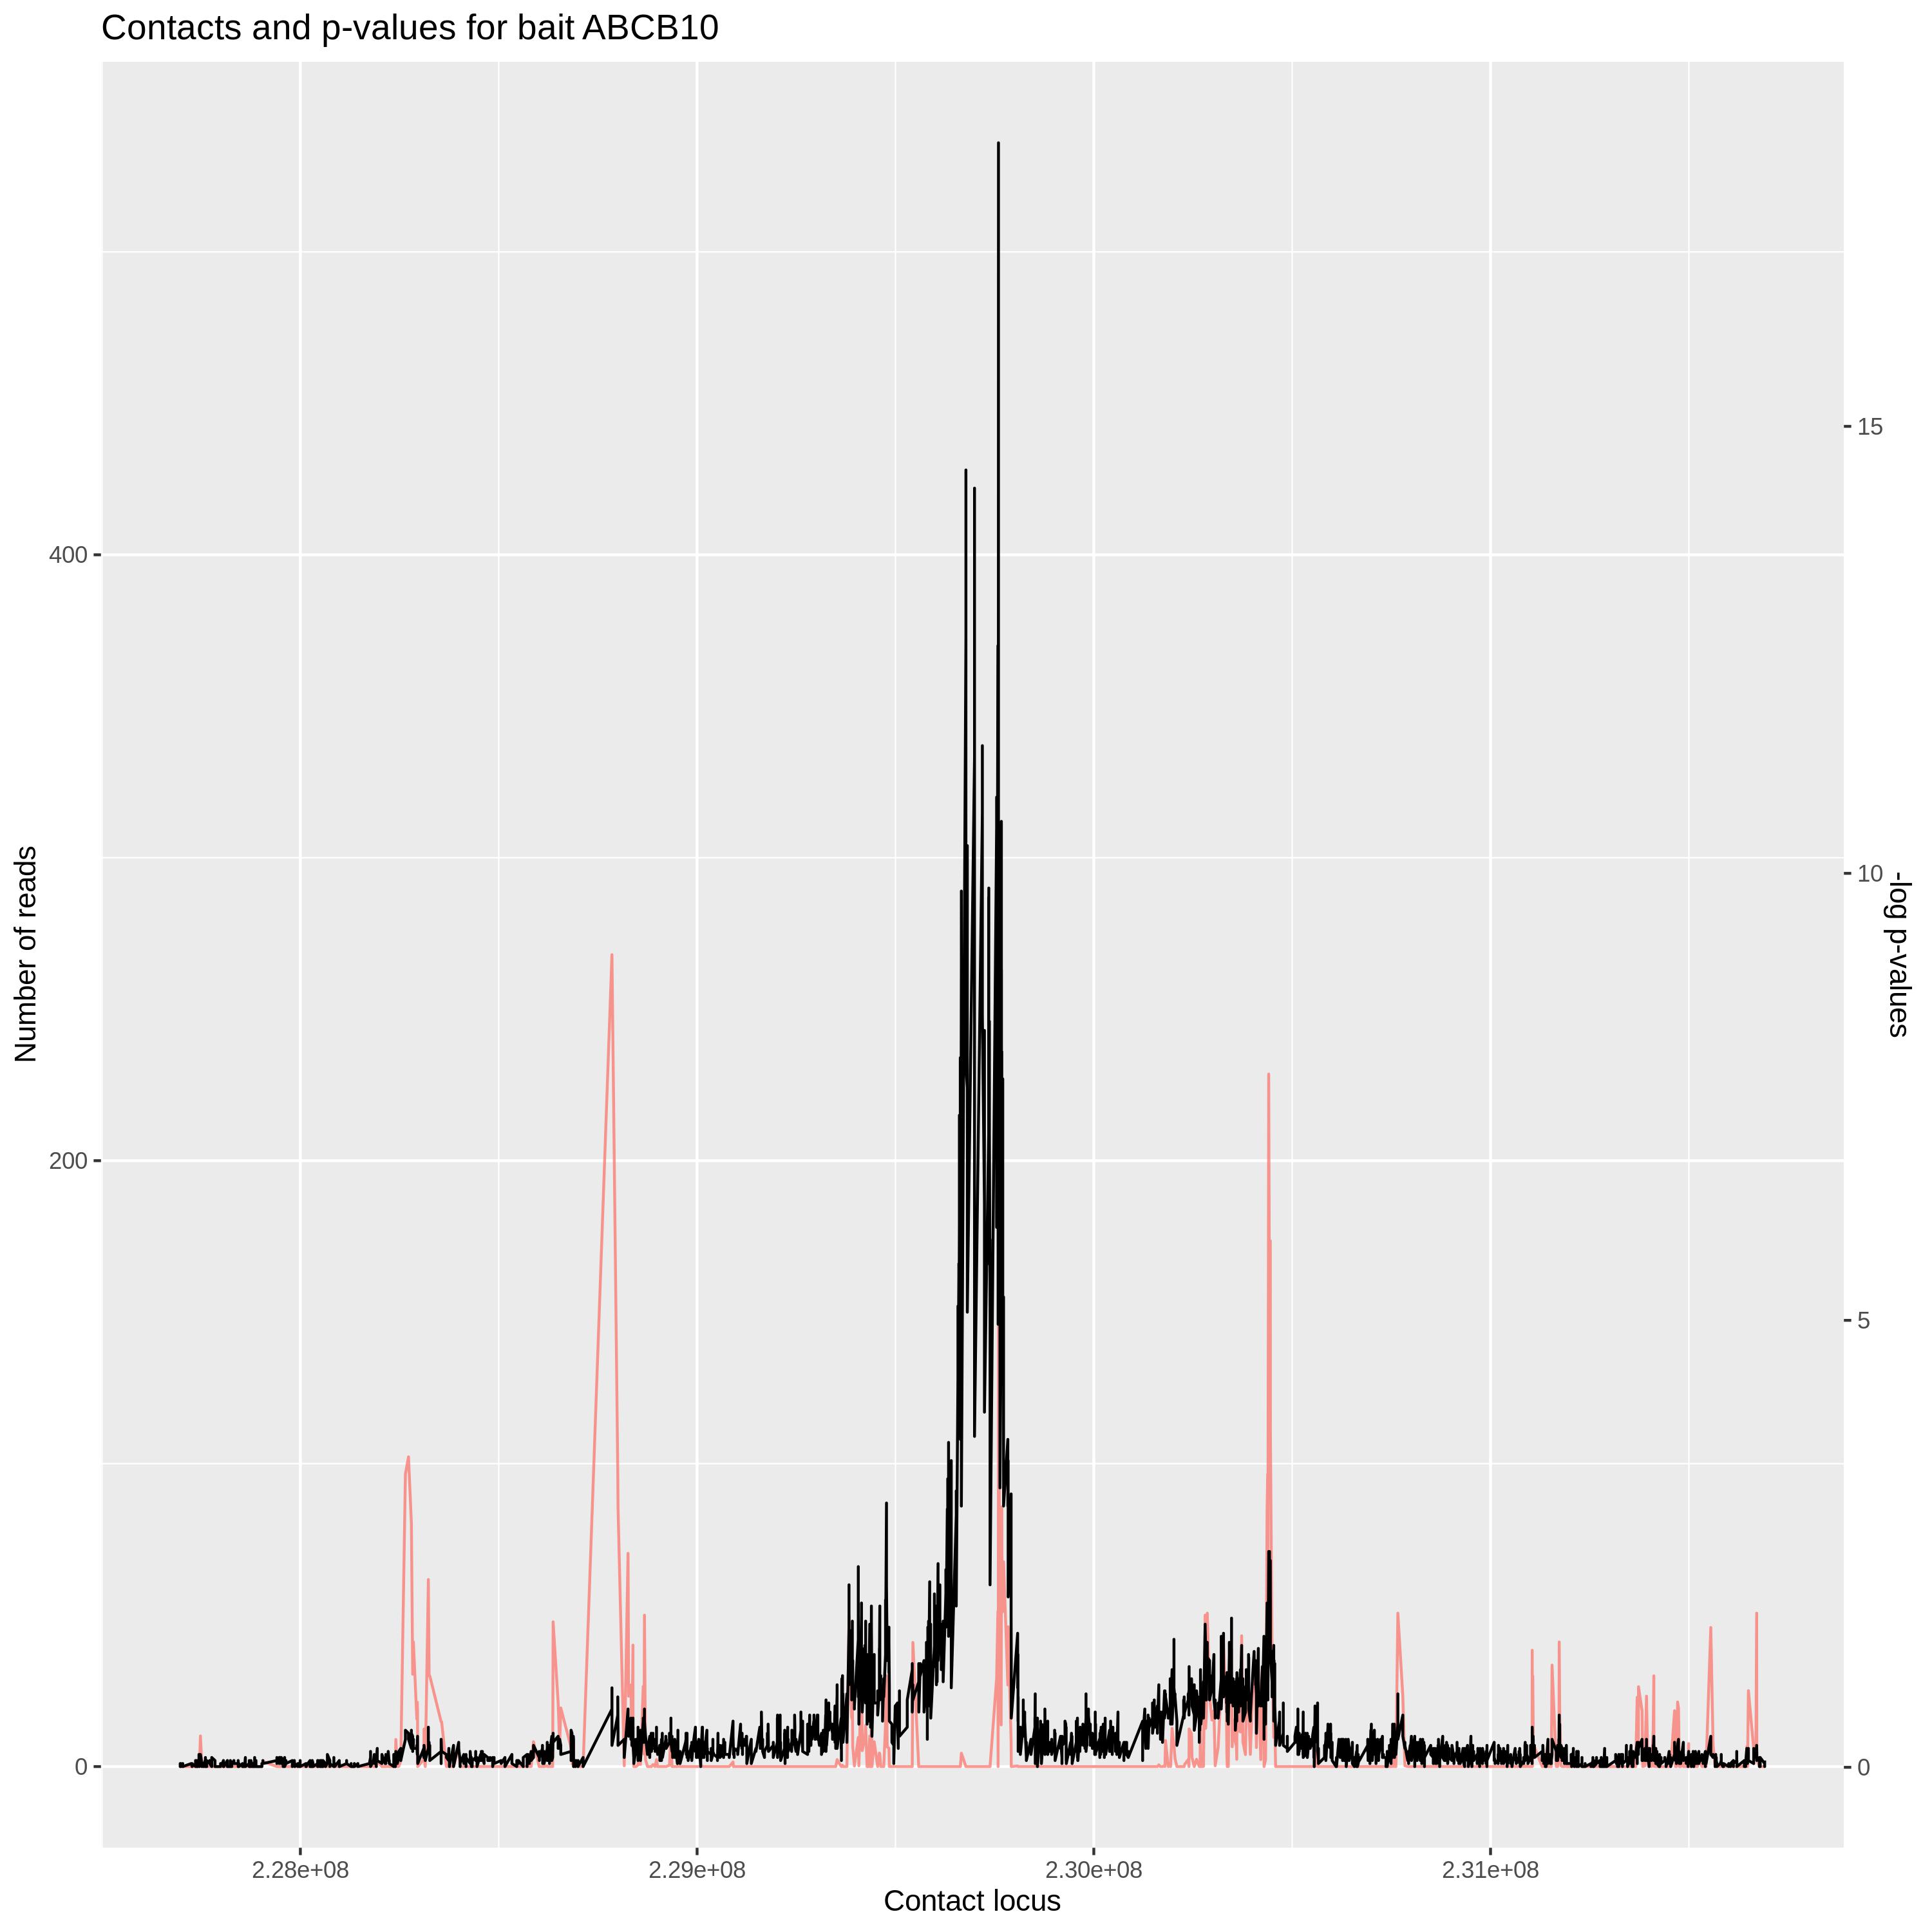 Contacts and p-values for bait ABCB10
Number of reads
400
200
0
15
10
5
0
-log p-values
2.28e+08
2.29e+08
2.30e+08
2.31e+08
Contact locus